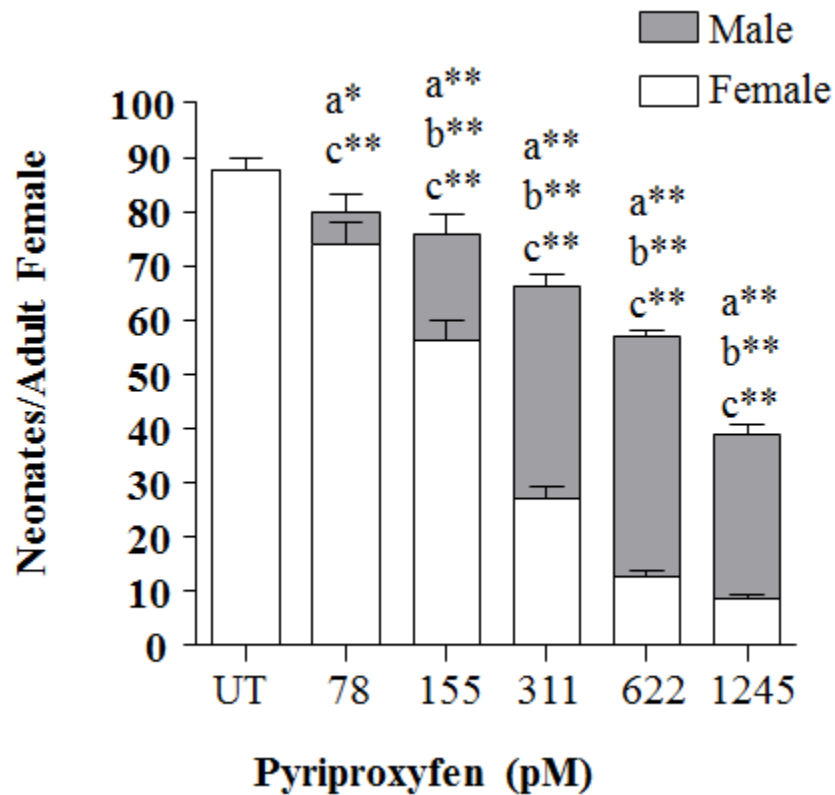 Male
Female
Neonates/Adult Female
100
90
80
70
60
50
40
30
20
10
0
a*
c**
a**
b**
c**
a**
b**
c**
a**
b**
c**
a**
b**
c**
UT 78 155 311 622 1245
Pyriproxyfen (pM)